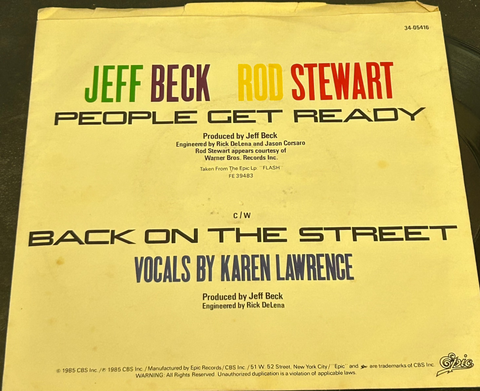 34-05416
JEFF BECK ROD STEWART
PEOPLE GET READY
Produced by Jeff Beck
Engineered by Rick DeLena and Jason Corsaro
Rod Stewart appears courtesy of
Warner Bros. Records Inc.
Taken From The Epic Lp "FLASH"
FE 39483
c/w
BACK ON THE STREET
VOCALS BY KAREN LAWRENCE
Produced by Jeff Beck
Engineered by Rick DeLena
Epic
© 1985 CBS Inc./℗ 1985 CBS Inc./Manufactured by Epic Records/CBS Inc./51 W. 52 Street, New York City/"Epic" and are trademarks of CBS Inc.
WARNING: All Rights Reserved. Unauthorized duplication is a violation of applicable laws.